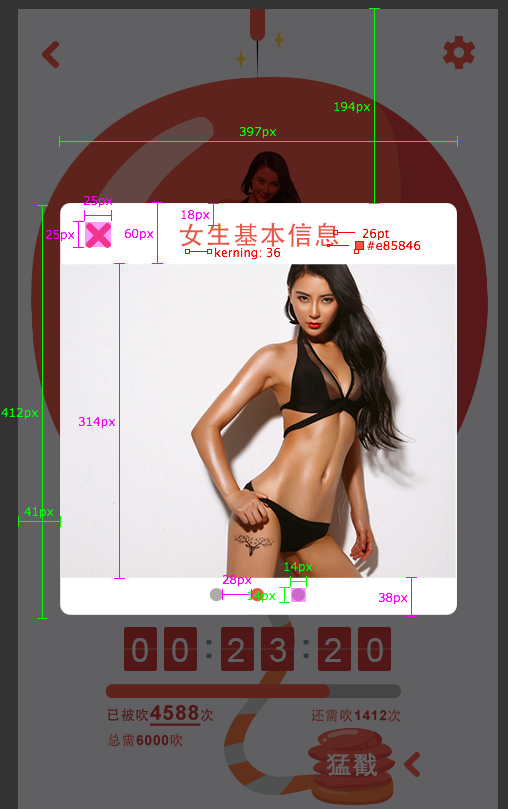 194px
397px
25px
18px
25px
60px
女生基本信息
26pt
#e85846
kerning: 36
412px
314px
41px
14px
28px
14px
38px
00:23:20
已被吹4588次
还需吹1412次
总需6000吹
猛戳